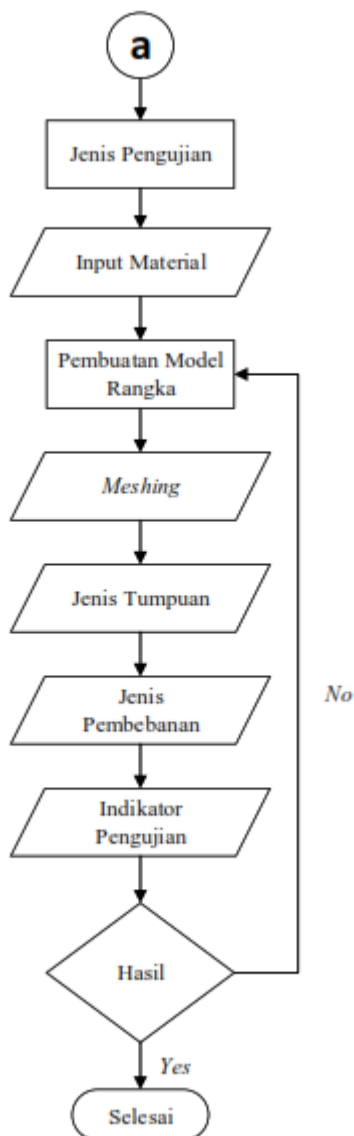 a
Jenis Pengujian
Input Material
Pembuatan Model
Rangka
Meshing
Jenis Tumpuan
Jenis
Pembebanan
No
Indikator
Pengujian
Hasil
Yes
Selesai